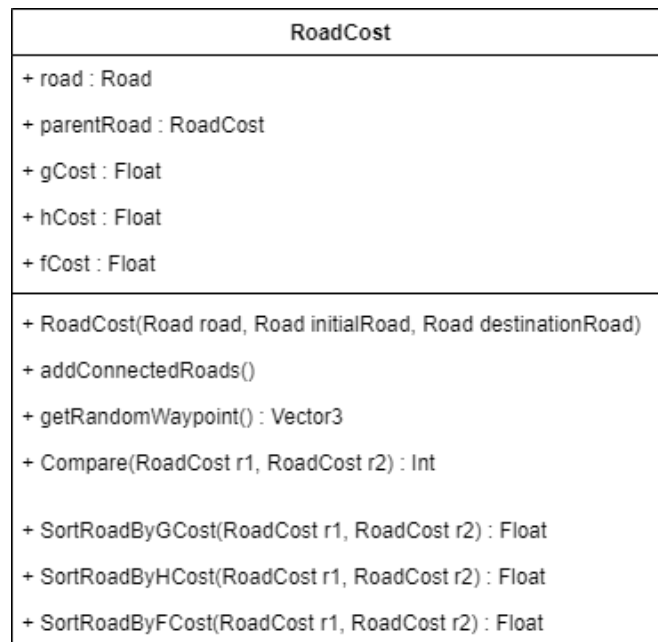 RoadCost
+ road : Road
+ parentRoad : RoadCost
+ gCost : Float
+ hCost : Float
+ fCost : Float
+ RoadCost(Road road, Road initialRoad, Road destinationRoad)
+ addConnectedRoads()
+ getRandomWaypoint() : Vector3
+ Compare(RoadCost r1, RoadCost r2) : Int
+ SortRoadByGCost(RoadCost r1, RoadCost r2) : Float
+ SortRoadByHCost(RoadCost r1, RoadCost r2) : Float
+ SortRoadByFCost(RoadCost r1, RoadCost r2) : Float